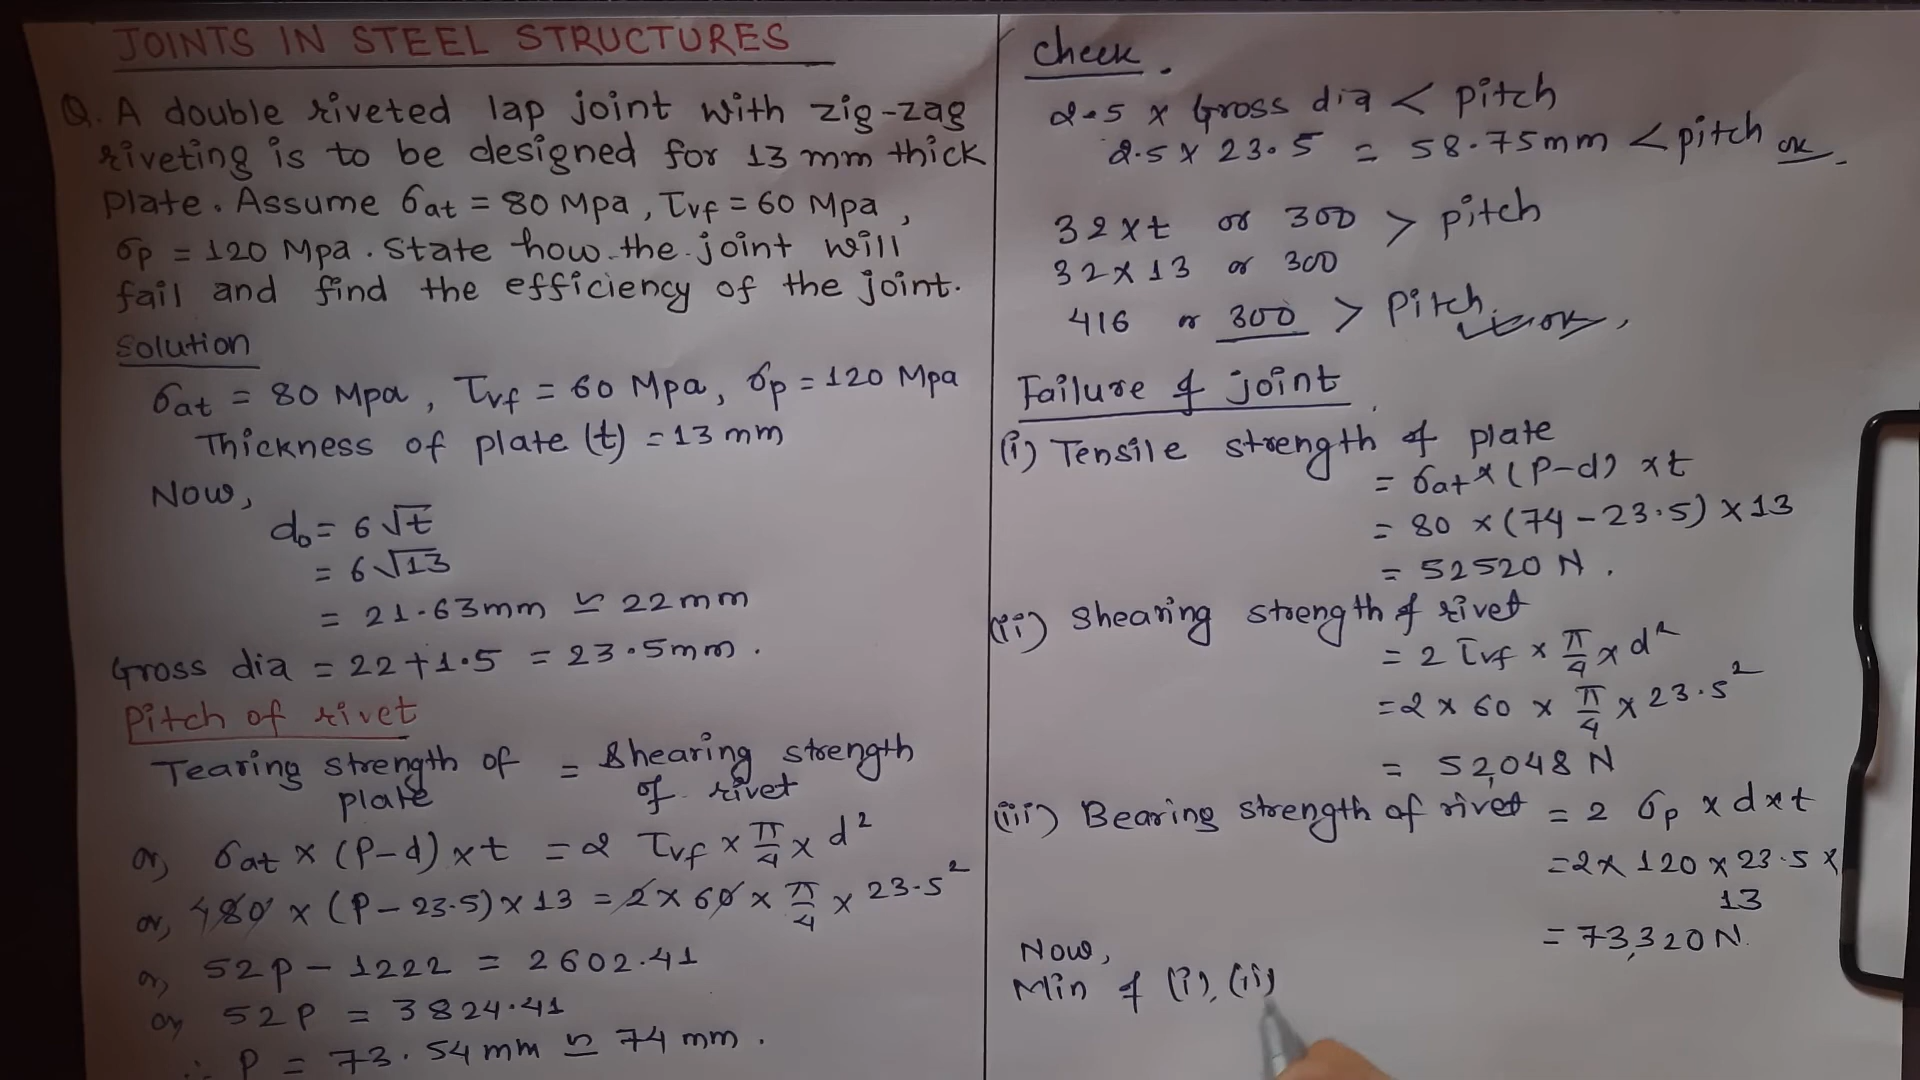 JOINTS IN STEEL STRUCTURES
Q. A double riveted lap joint with zig-zag
riveting is to be designed for 13 mm thick
plate. Assume σat = 80 Mpa, τvf = 60 Mpa,
σp = 120 Mpa. State how the joint will
fail and find the efficiency of the joint.
Solution
σat = 80 Mpa, τvf = 60 Mpa, σp = 120 Mpa
Thickness of plate (t) = 13 mm
Now,
do = 6√t
= 6√13
= 21.63mm ≃ 22mm
Gross dia = 22+1.5 = 23.5mm.
Pitch of rivet
Tearing strength of plate = Shearing strength of rivet
or, σat × (P-d) × t = 2 τvf × π/4 × d²
or, 480 × (P-23.5) × 13 = 2 × 60 × π/4 × 23.5²
or, 52P - 1222 = 2602.41
or, 52P = 3824.41
∴ P = 73.54 mm ≃ 74 mm.
Check.
2.5 × Gross dia < pitch
2.5 × 23.5 = 58.75mm < pitch ok.
32×t or 300 > pitch
32×13 or 300
416 or 300 > Pitch. ok,
Failure of joint
(i) Tensile strength of plate
= σat × (P-d) × t
= 80 × (74-23.5) × 13
= 52520 N.
(ii) Shearing strength of rivet
= 2 τvf × π/4 × d²
= 2 × 60 × π/4 × 23.5²
= 52,048 N
(iii) Bearing strength of rivet = 2 σp × d × t
= 2 × 120 × 23.5 ×
13
= 73,320 N.
Now,
Min of (i), (ii)